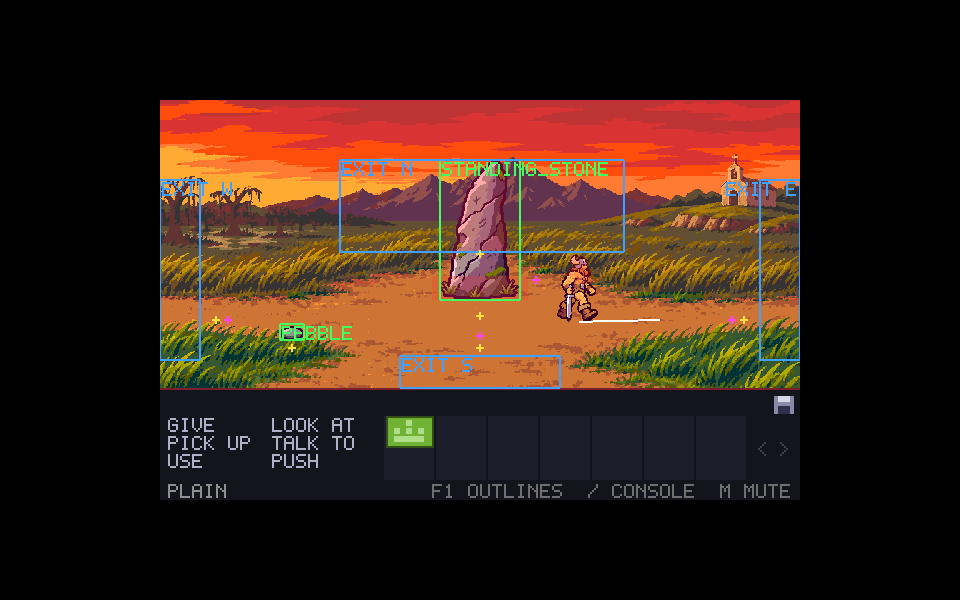 EXIT N
STANDING_STONE
EXIT W
EXIT E
PEBBLE
EXIT S
GIVE LOOK AT
PICK UP TALK TO
USE PUSH
PLAIN F1 OUTLINES / CONSOLE M MUTE